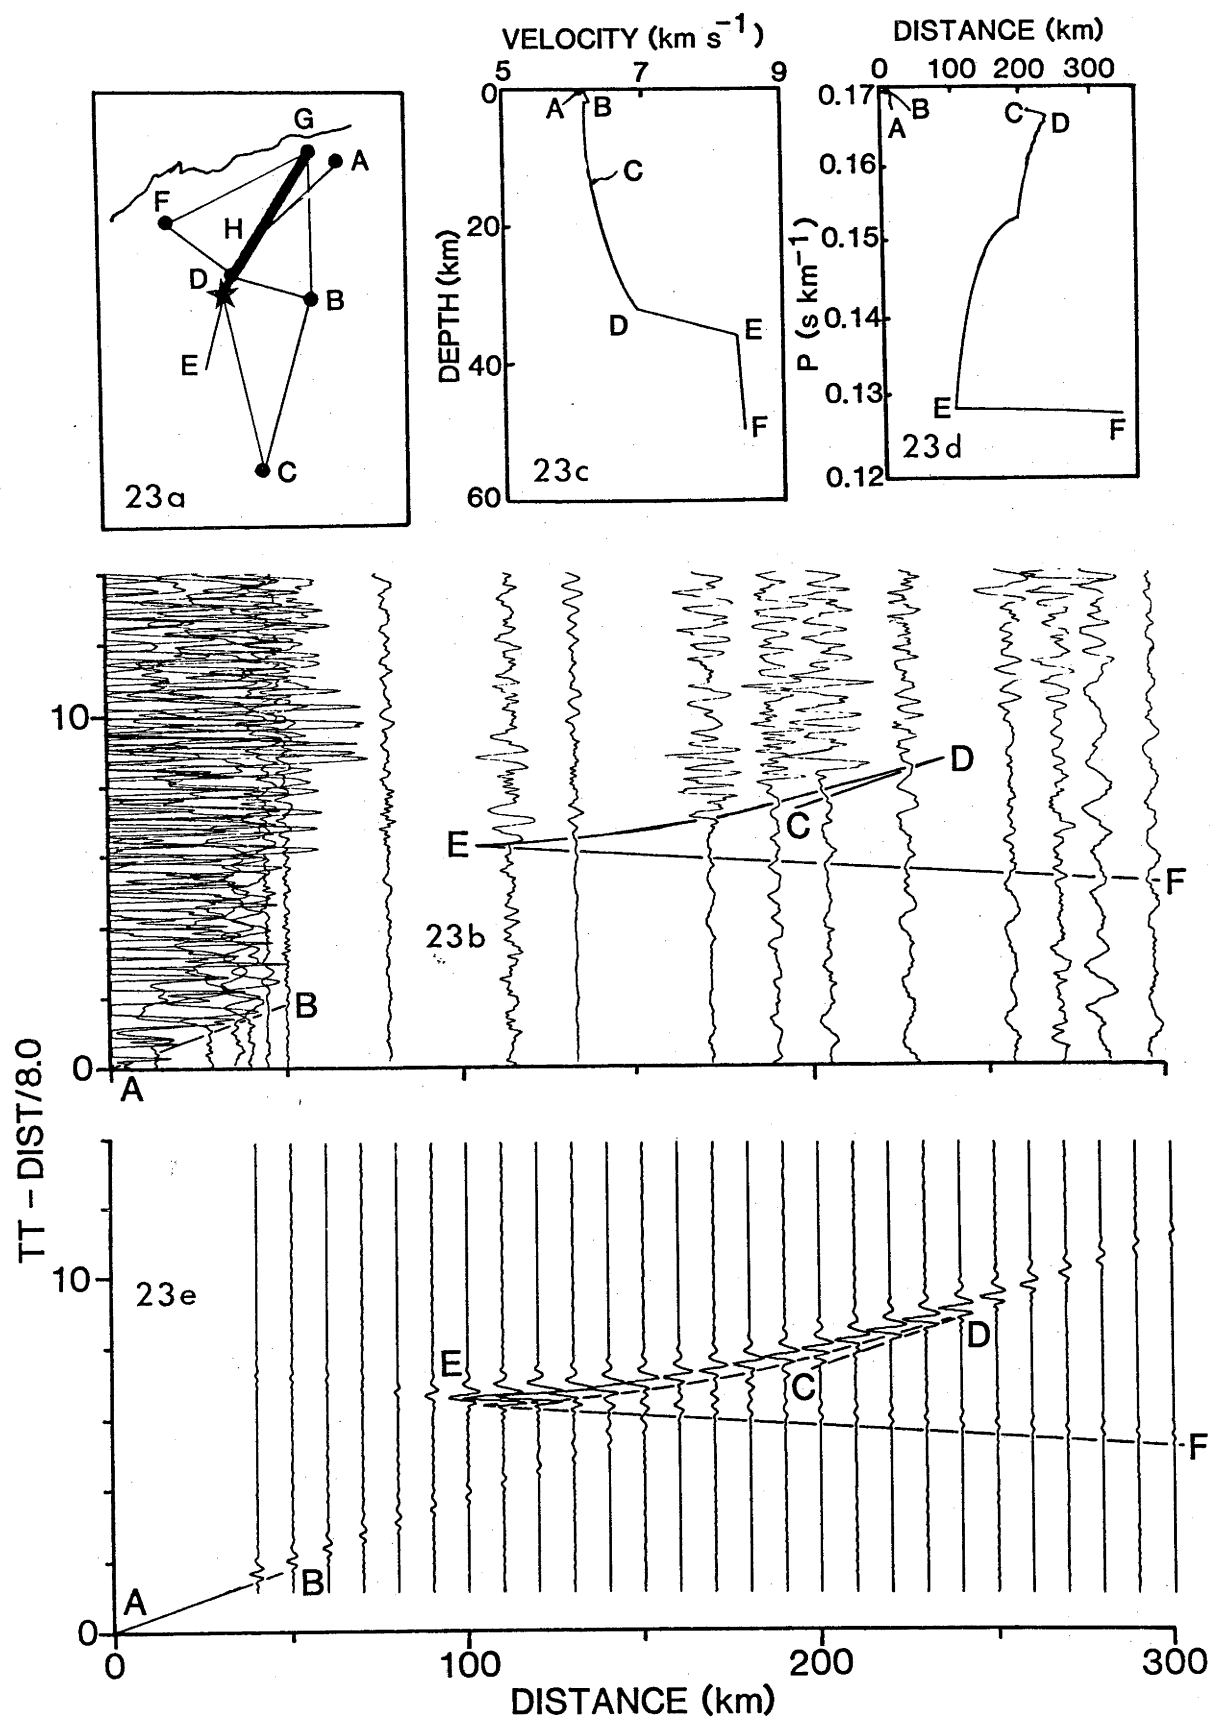 G
A
F
H
D
B
E
C
23a
VELOCITY (km s⁻¹)
5 7 9
0
20
40
60
DEPTH (km)
A B
C
D E
F
23c
DISTANCE (km)
0 100 200 300
0.17
0.16
0.15
0.14
0.13
0.12
P (s km⁻¹)
B
A
C D
E
F
23d
10
0
D
C
E
F
23b
B
A
TT – DIST/8.0
10
0
23e
E
D
C
F
B
A
0 100 200 300
DISTANCE (km)